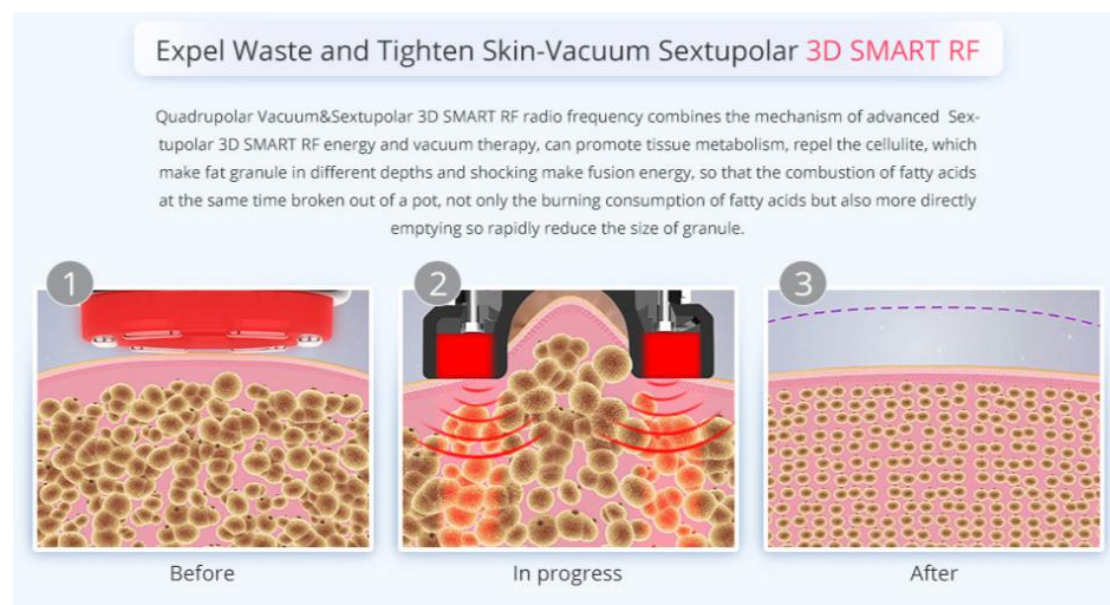 Expel Waste and Tighten Skin-Vacuum Sextupolar 3D SMART RF
Quadrupolar Vacuum&Sextupolar 3D SMART RF radio frequency combines the mechanism of advanced Sex-
tupolar 3D SMART RF energy and vacuum therapy, can promote tissue metabolism, repel the cellulite, which
make fat granule in different depths and shocking make fusion energy, so that the combustion of fatty acids
at the same time broken out of a pot, not only the burning consumption of fatty acids but also more directly
emptying so rapidly reduce the size of granule.
1
2
3
Before
In progress
After